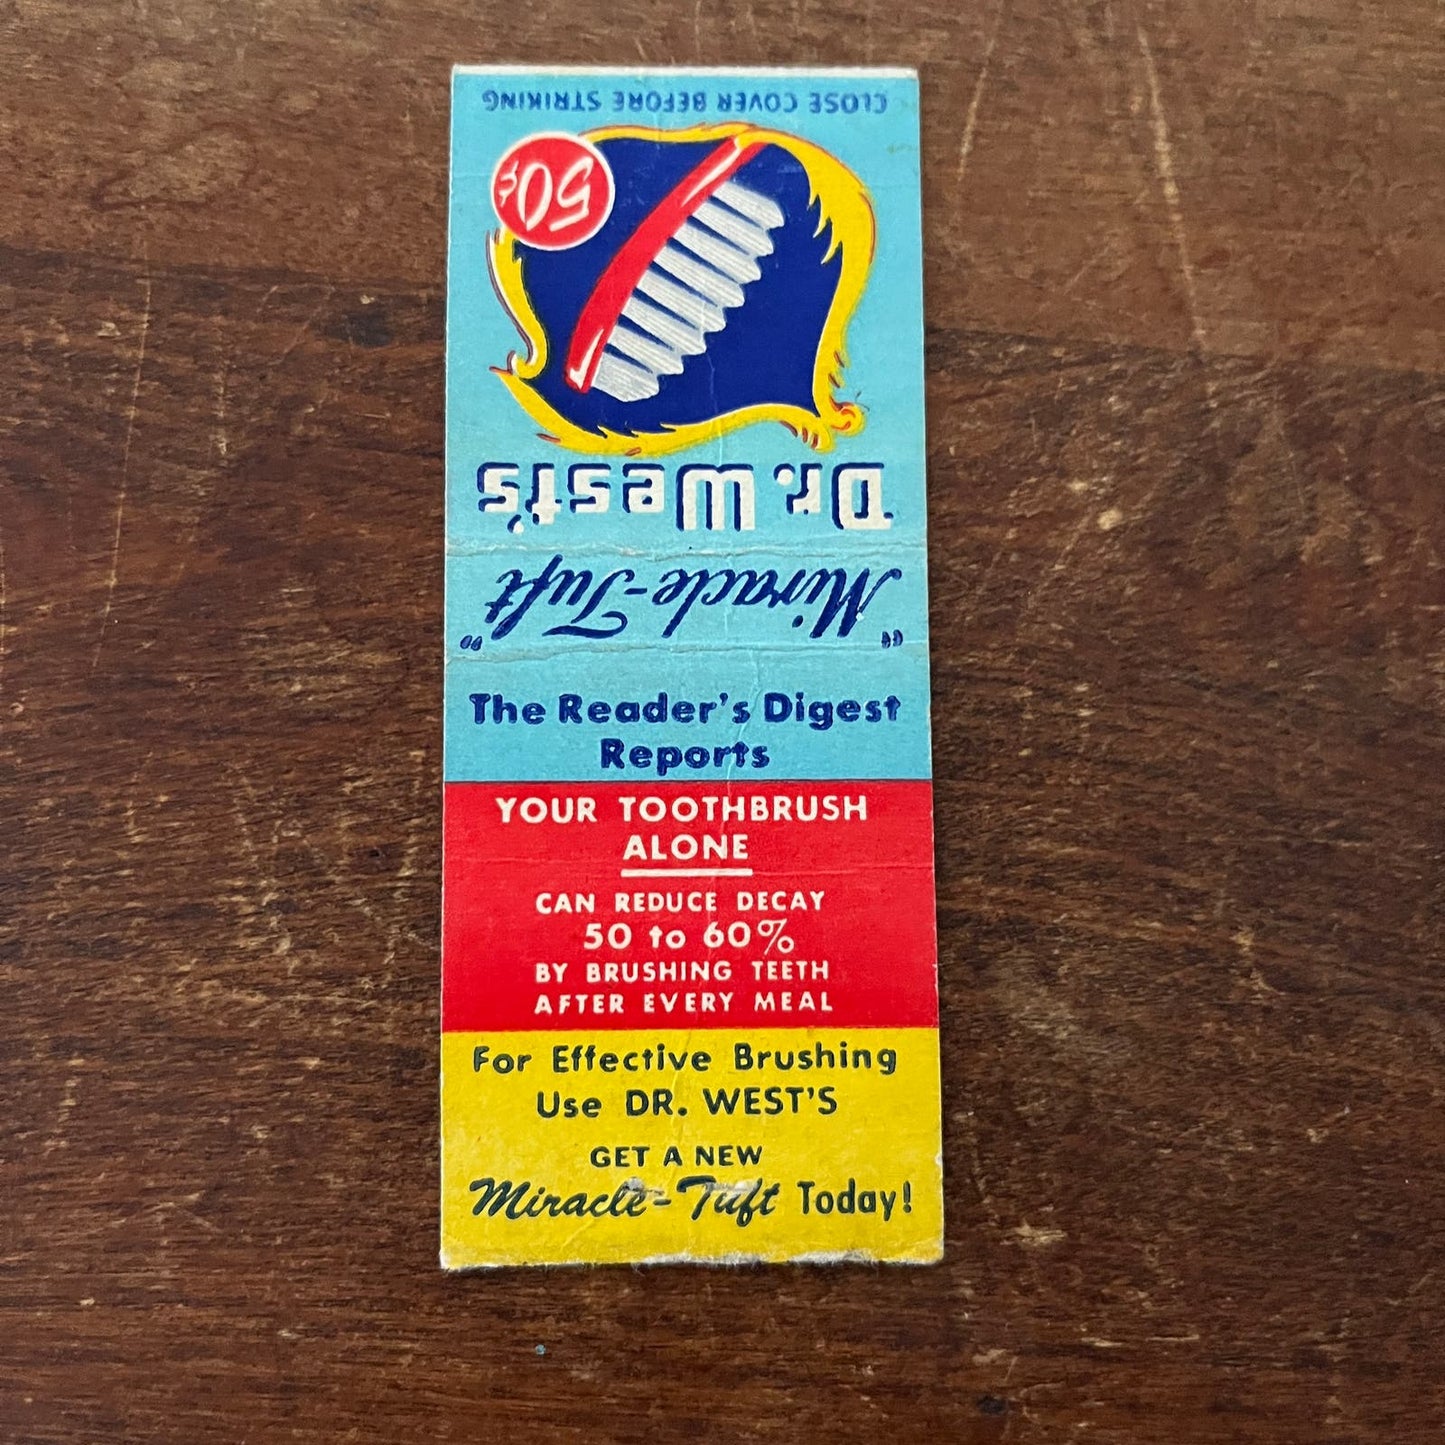 CLOSE COVER BEFORE STRIKING
50¢
Dr. West's
"Miracle-Tuft"
The Reader's Digest
Reports
YOUR TOOTHBRUSH
ALONE
CAN REDUCE DECAY
50 to 60%
BY BRUSHING TEETH
AFTER EVERY MEAL
For Effective Brushing
Use DR. WEST'S
GET A NEW
Miracle-Tuft Today!